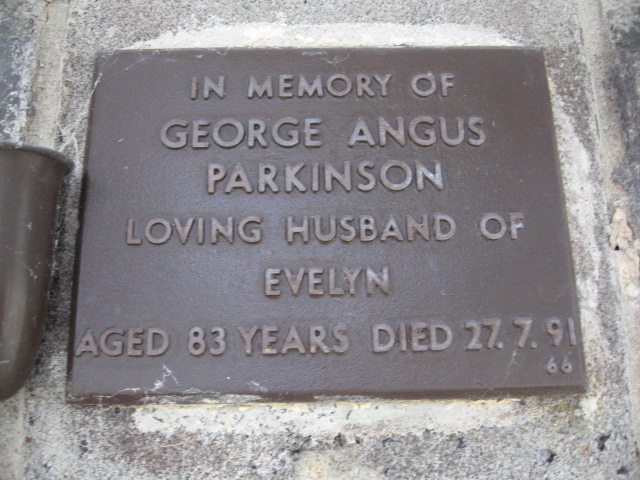 IN MEMORY OF
GEORGE ANGUS
PARKINSON
LOVING HUSBAND OF
EVELYN
AGED 83 YEARS DIED 27.7.91
66